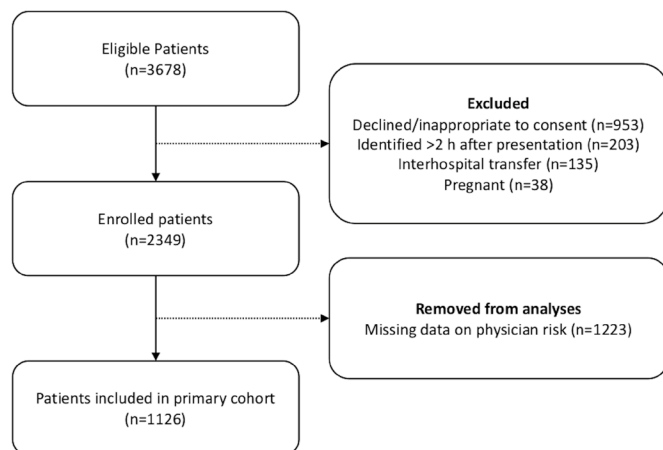 Eligible Patients
(n=3678)
Excluded
Declined/inappropriate to consent (n=953)
Identified >2 h after presentation (n=203)
Interhospital transfer (n=135)
Pregnant (n=38)
Enrolled patients
(n=2349)
Removed from analyses
Missing data on physician risk (n=1223)
Patients included in primary cohort
(n=1126)